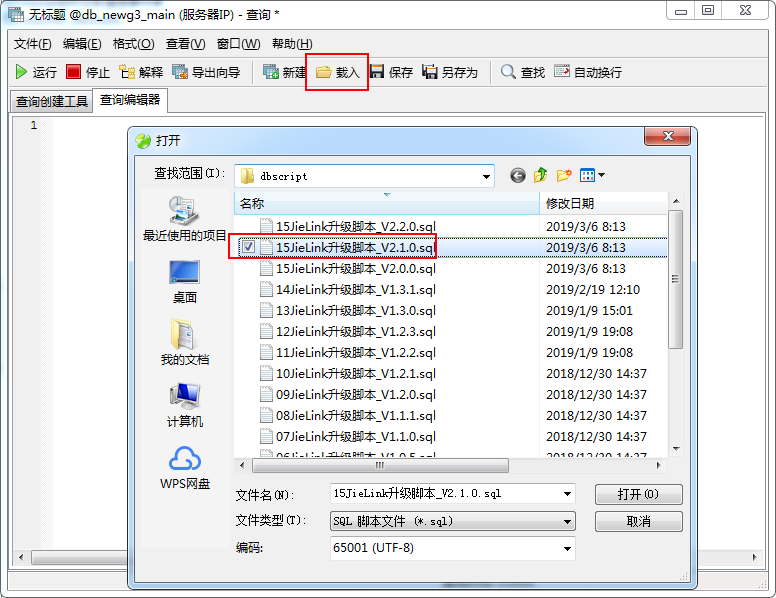 无标题 @db_newg3_main (服务器IP) - 查询 *
文件(F) 编辑(E) 格式(O) 查看(V) 窗口(W) 帮助(H)
运行 停止 解释 导出向导 新建 载入 保存 另存为 查找 自动换行
查询创建工具 查询编辑器
1
打开
查找范围(I): dbscript
名称 修改日期
15JieLink升级脚本_V2.2.0.sql 2019/3/6 8:13
15JieLink升级脚本_V2.1.0.sql 2019/3/6 8:13
15JieLink升级脚本_V2.0.0.sql 2019/3/6 8:13
14JieLink升级脚本_V1.3.1.sql 2019/2/19 12:10
13JieLink升级脚本_V1.3.0.sql 2019/1/9 15:01
12JieLink升级脚本_V1.2.3.sql 2019/1/9 19:08
11JieLink升级脚本_V1.2.2.sql 2019/1/9 19:08
10JieLink升级脚本_V1.2.1.sql 2018/12/30 14:37
09JieLink升级脚本_V1.2.0.sql 2018/12/30 14:37
08JieLink升级脚本_V1.1.1.sql 2018/12/30 14:37
07JieLink升级脚本_V1.1.0.sql 2018/12/30 14:37
06JieLink升级脚本_V1.0.5.sql 2018/12/30 14:37
最近使用的项目
桌面
我的文档
计算机
WPS网盘
文件名(N): 15JieLink升级脚本_V2.1.0.sql 打开(O)
文件类型(T): SQL 脚本文件 (*.sql) 取消
编码: 65001 (UTF-8)